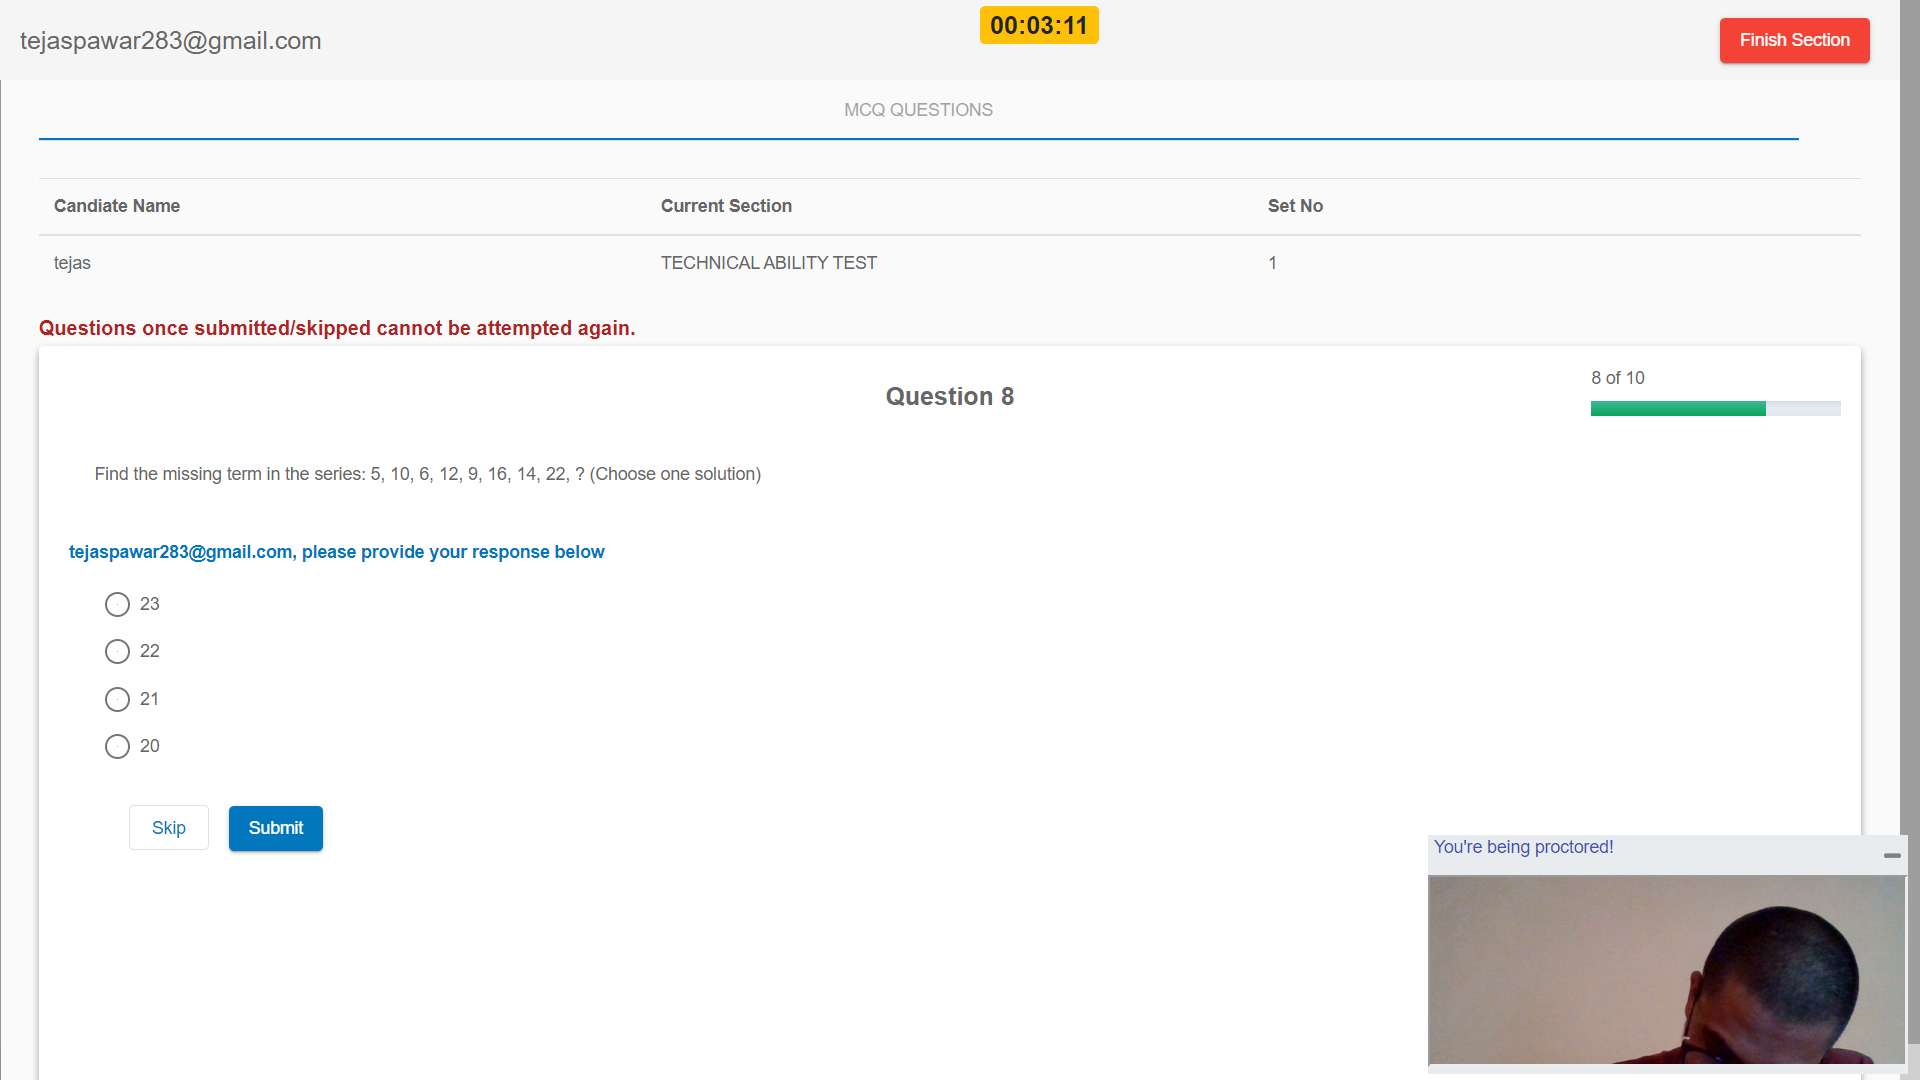 tejaspawar283@gmail.com
00:03:11
Finish Section
MCQ QUESTIONS
Candiate Name
Current Section
Set No
tejas
TECHNICAL ABILITY TEST
1
Questions once submitted/skipped cannot be attempted again.
8 of 10
Question 8
Find the missing term in the series: 5, 10, 6, 12, 9, 16, 14, 22, ? (Choose one solution)
tejaspawar283@gmail.com, please provide your response below
23
22
21
20
Skip
Submit
You're being proctored!